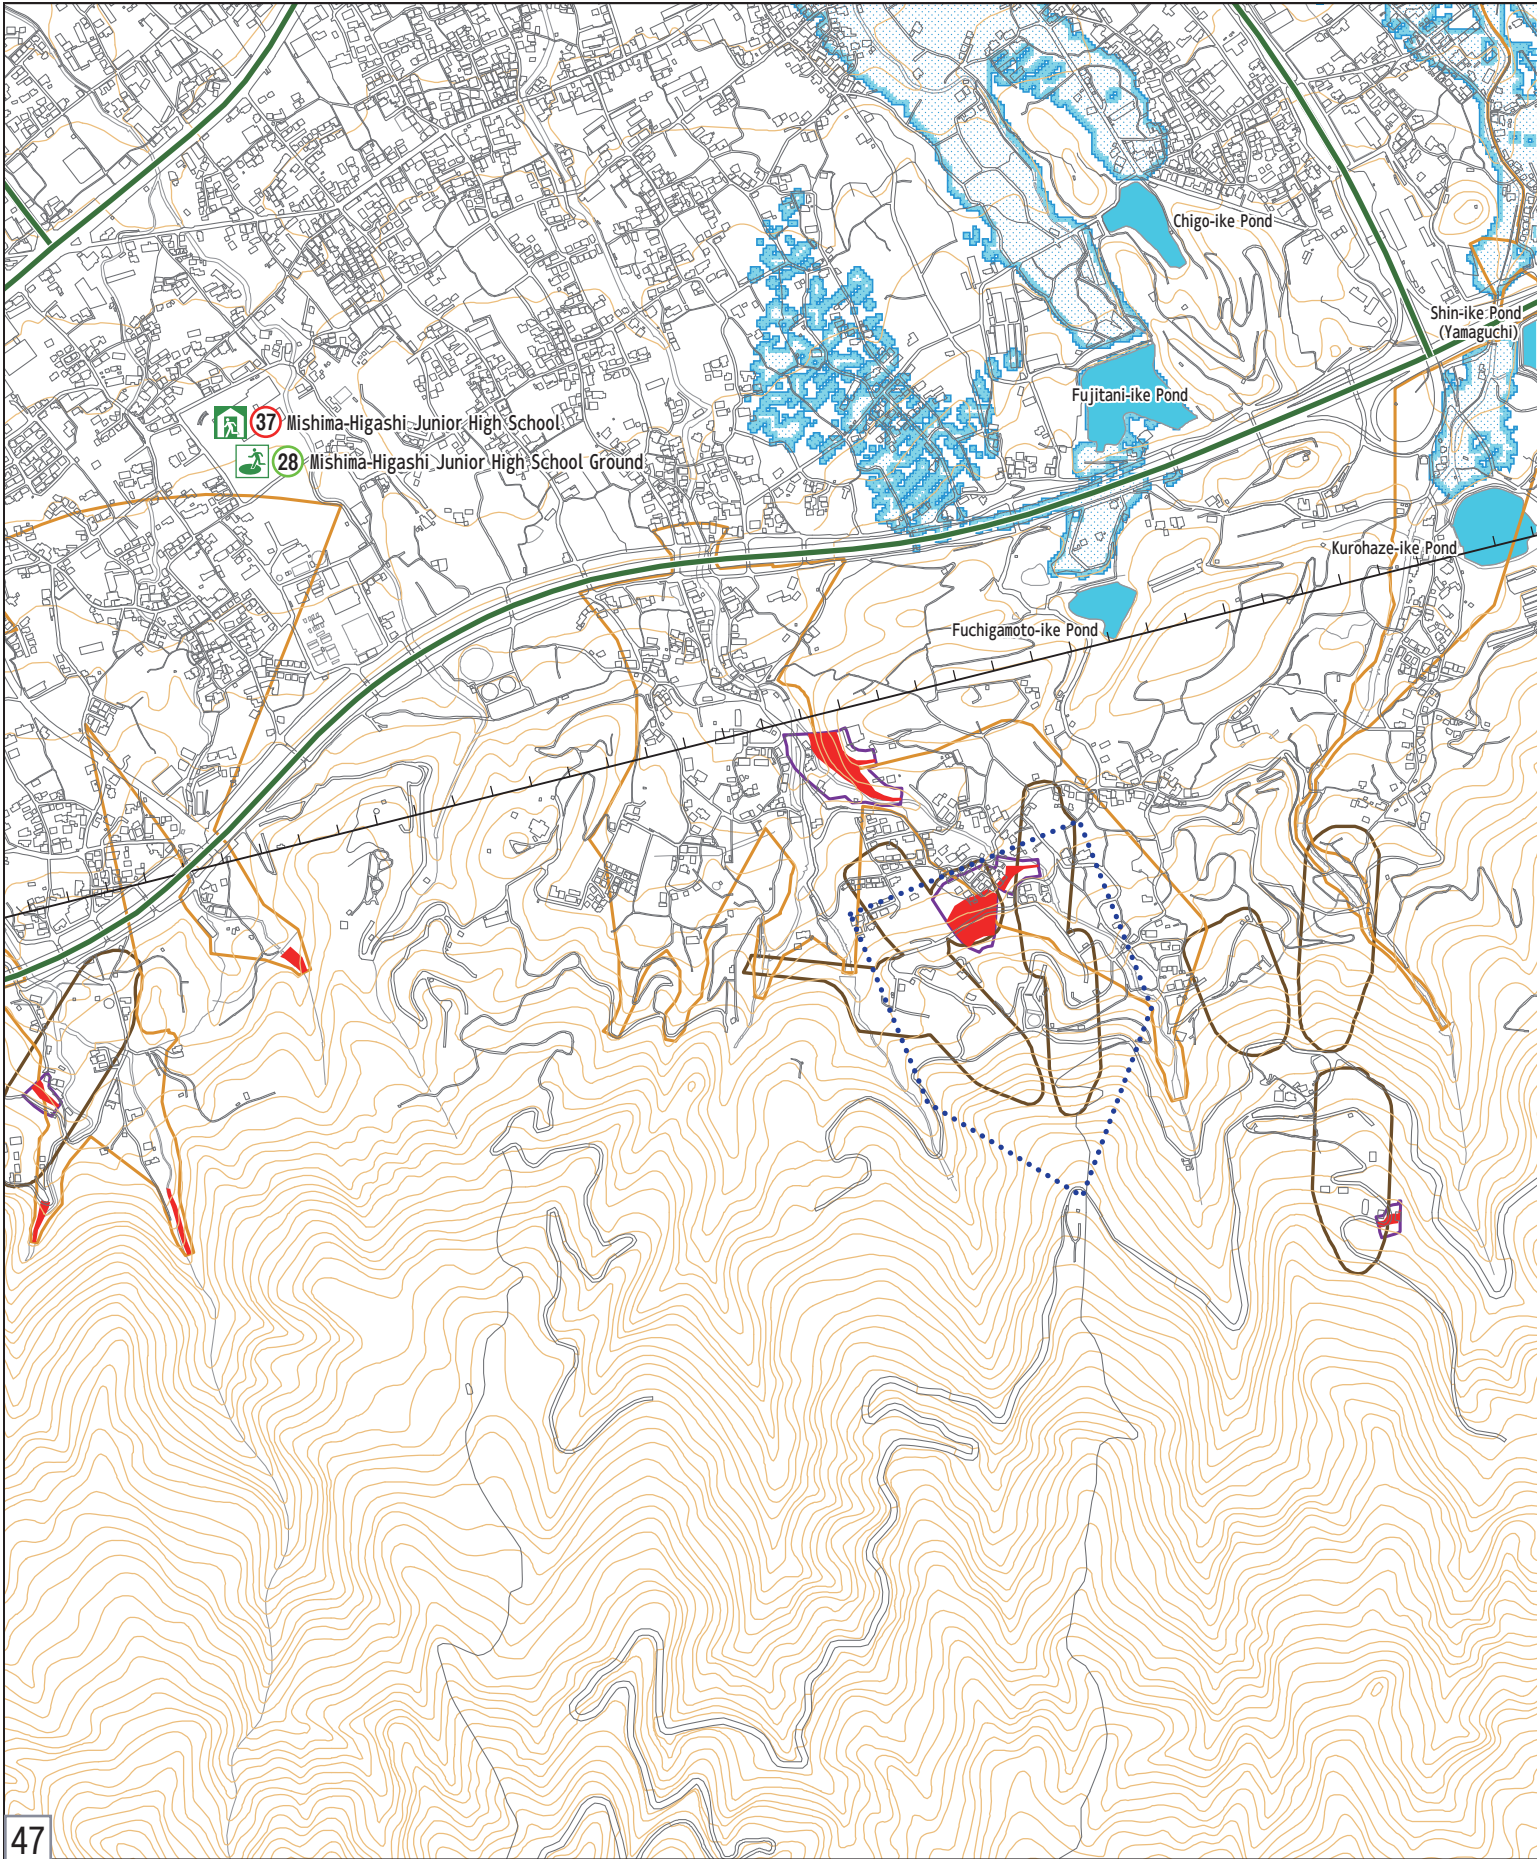 Chigo-ike Pond
Shin-ike Pond
(Yamaguchi)
Fujitani-ike Pond
37 Mishima-Higashi Junior High School
28 Mishima-Higashi Junior High School Ground
Kurohaze-ike Pond
Fuchigamoto-ike Pond
47